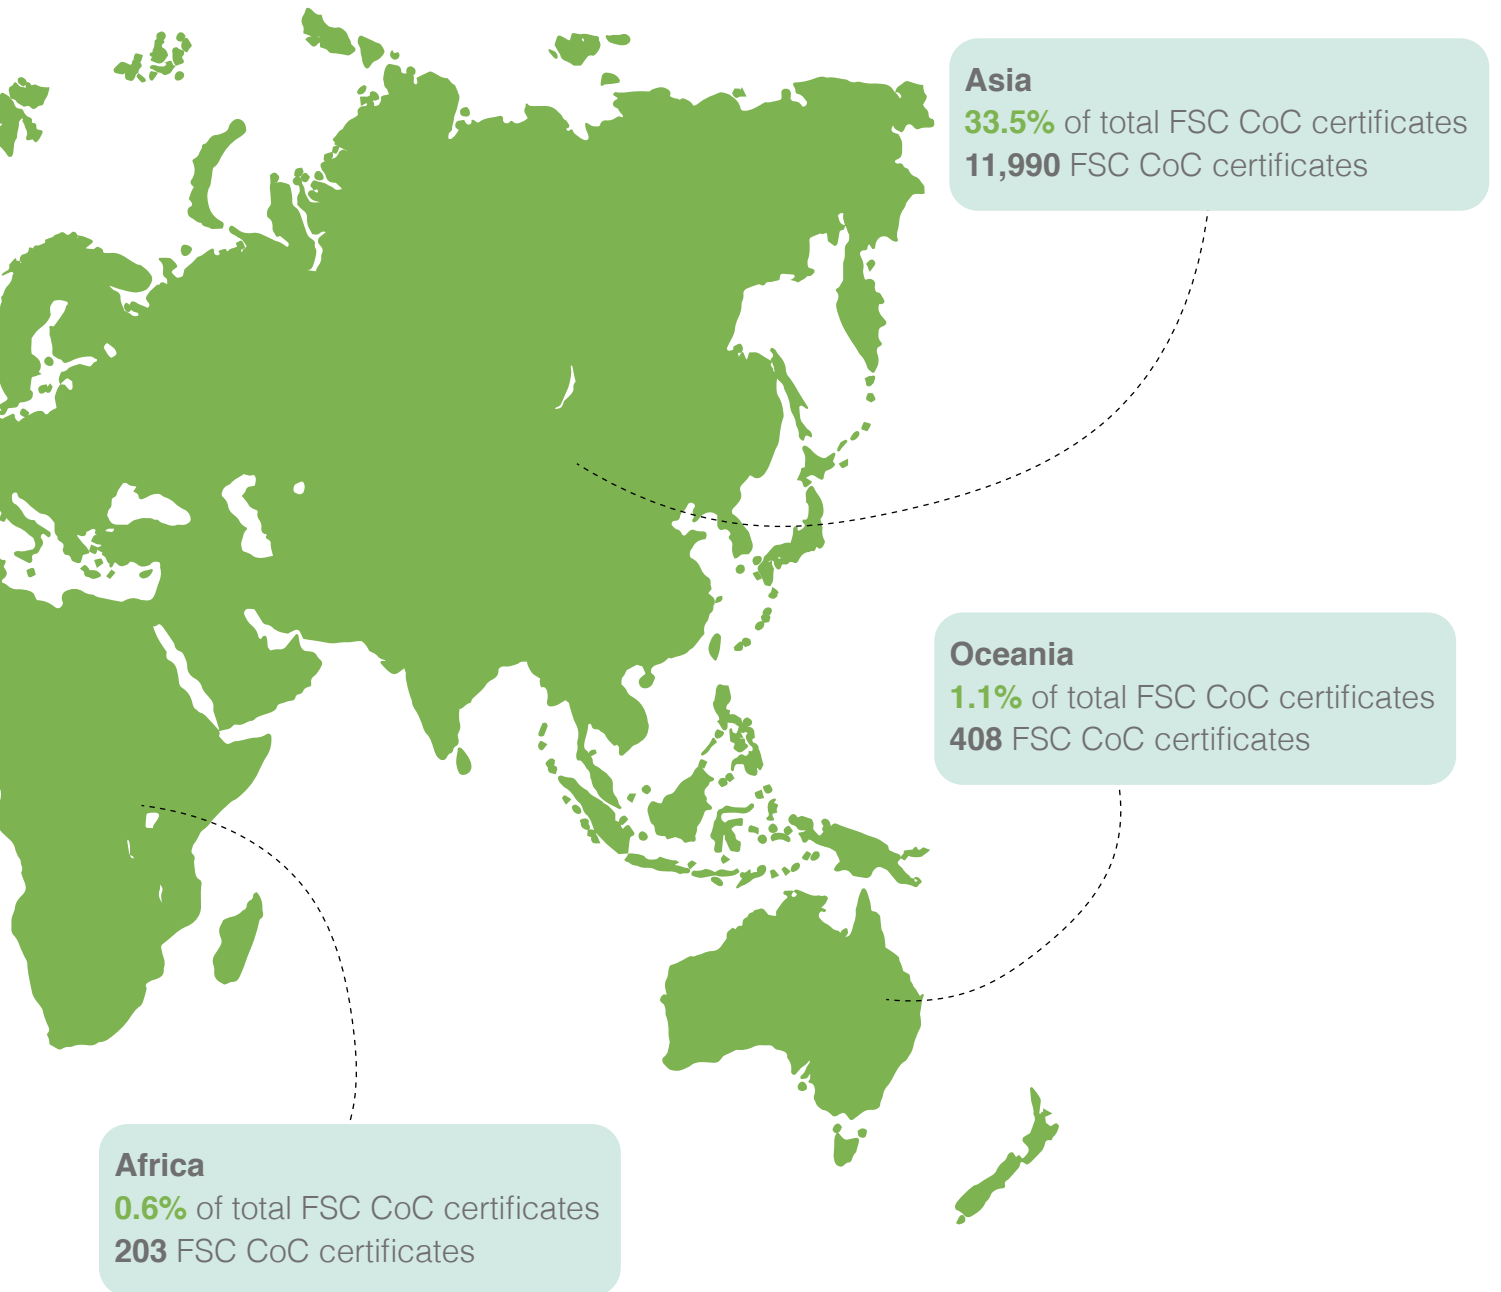 Asia
33.5% of total FSC CoC certificates
11,990 FSC CoC certificates
Oceania
1.1% of total FSC CoC certificates
408 FSC CoC certificates
Africa
0.6% of total FSC CoC certificates
203 FSC CoC certificates